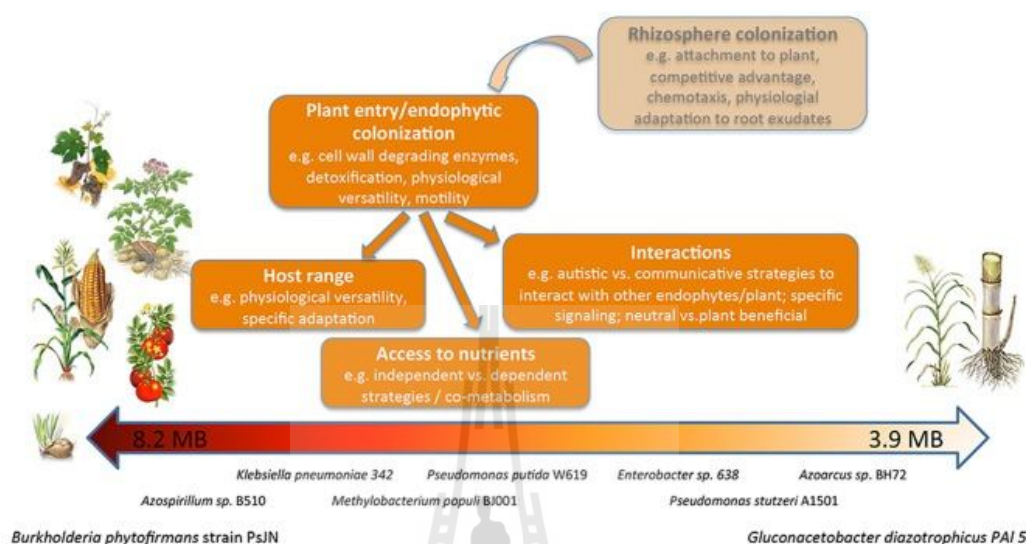 Rhizosphere colonization
e.g. attachment to plant,
competitive advantage,
chemotaxis, physiologial
adaptation to root exudates
Plant entry/endophytic
colonization
e.g. cell wall degrading enzymes,
detoxification, physiological
versatility, motility
Host range
e.g. physiological versatility,
specific adaptation
Interactions
e.g. autistic vs. communicative strategies to
interact with other endophytes/plant; specific
signaling; neutral vs.plant beneficial
Access to nutrients
e.g. independent vs. dependent
strategies / co-metabolism
8.2 MB
3.9 MB
Klebsiella pneumoniae 342
Pseudomonas putida W619
Enterobacter sp. 638
Azoarcus sp. BH72
Azospirillum sp. B510
Methylobacterium populi BJ001
Pseudomonas stutzeri A1501
Burkholderia phytofirmans strain PsJN
Gluconacetobacter diazotrophicus PAl 5